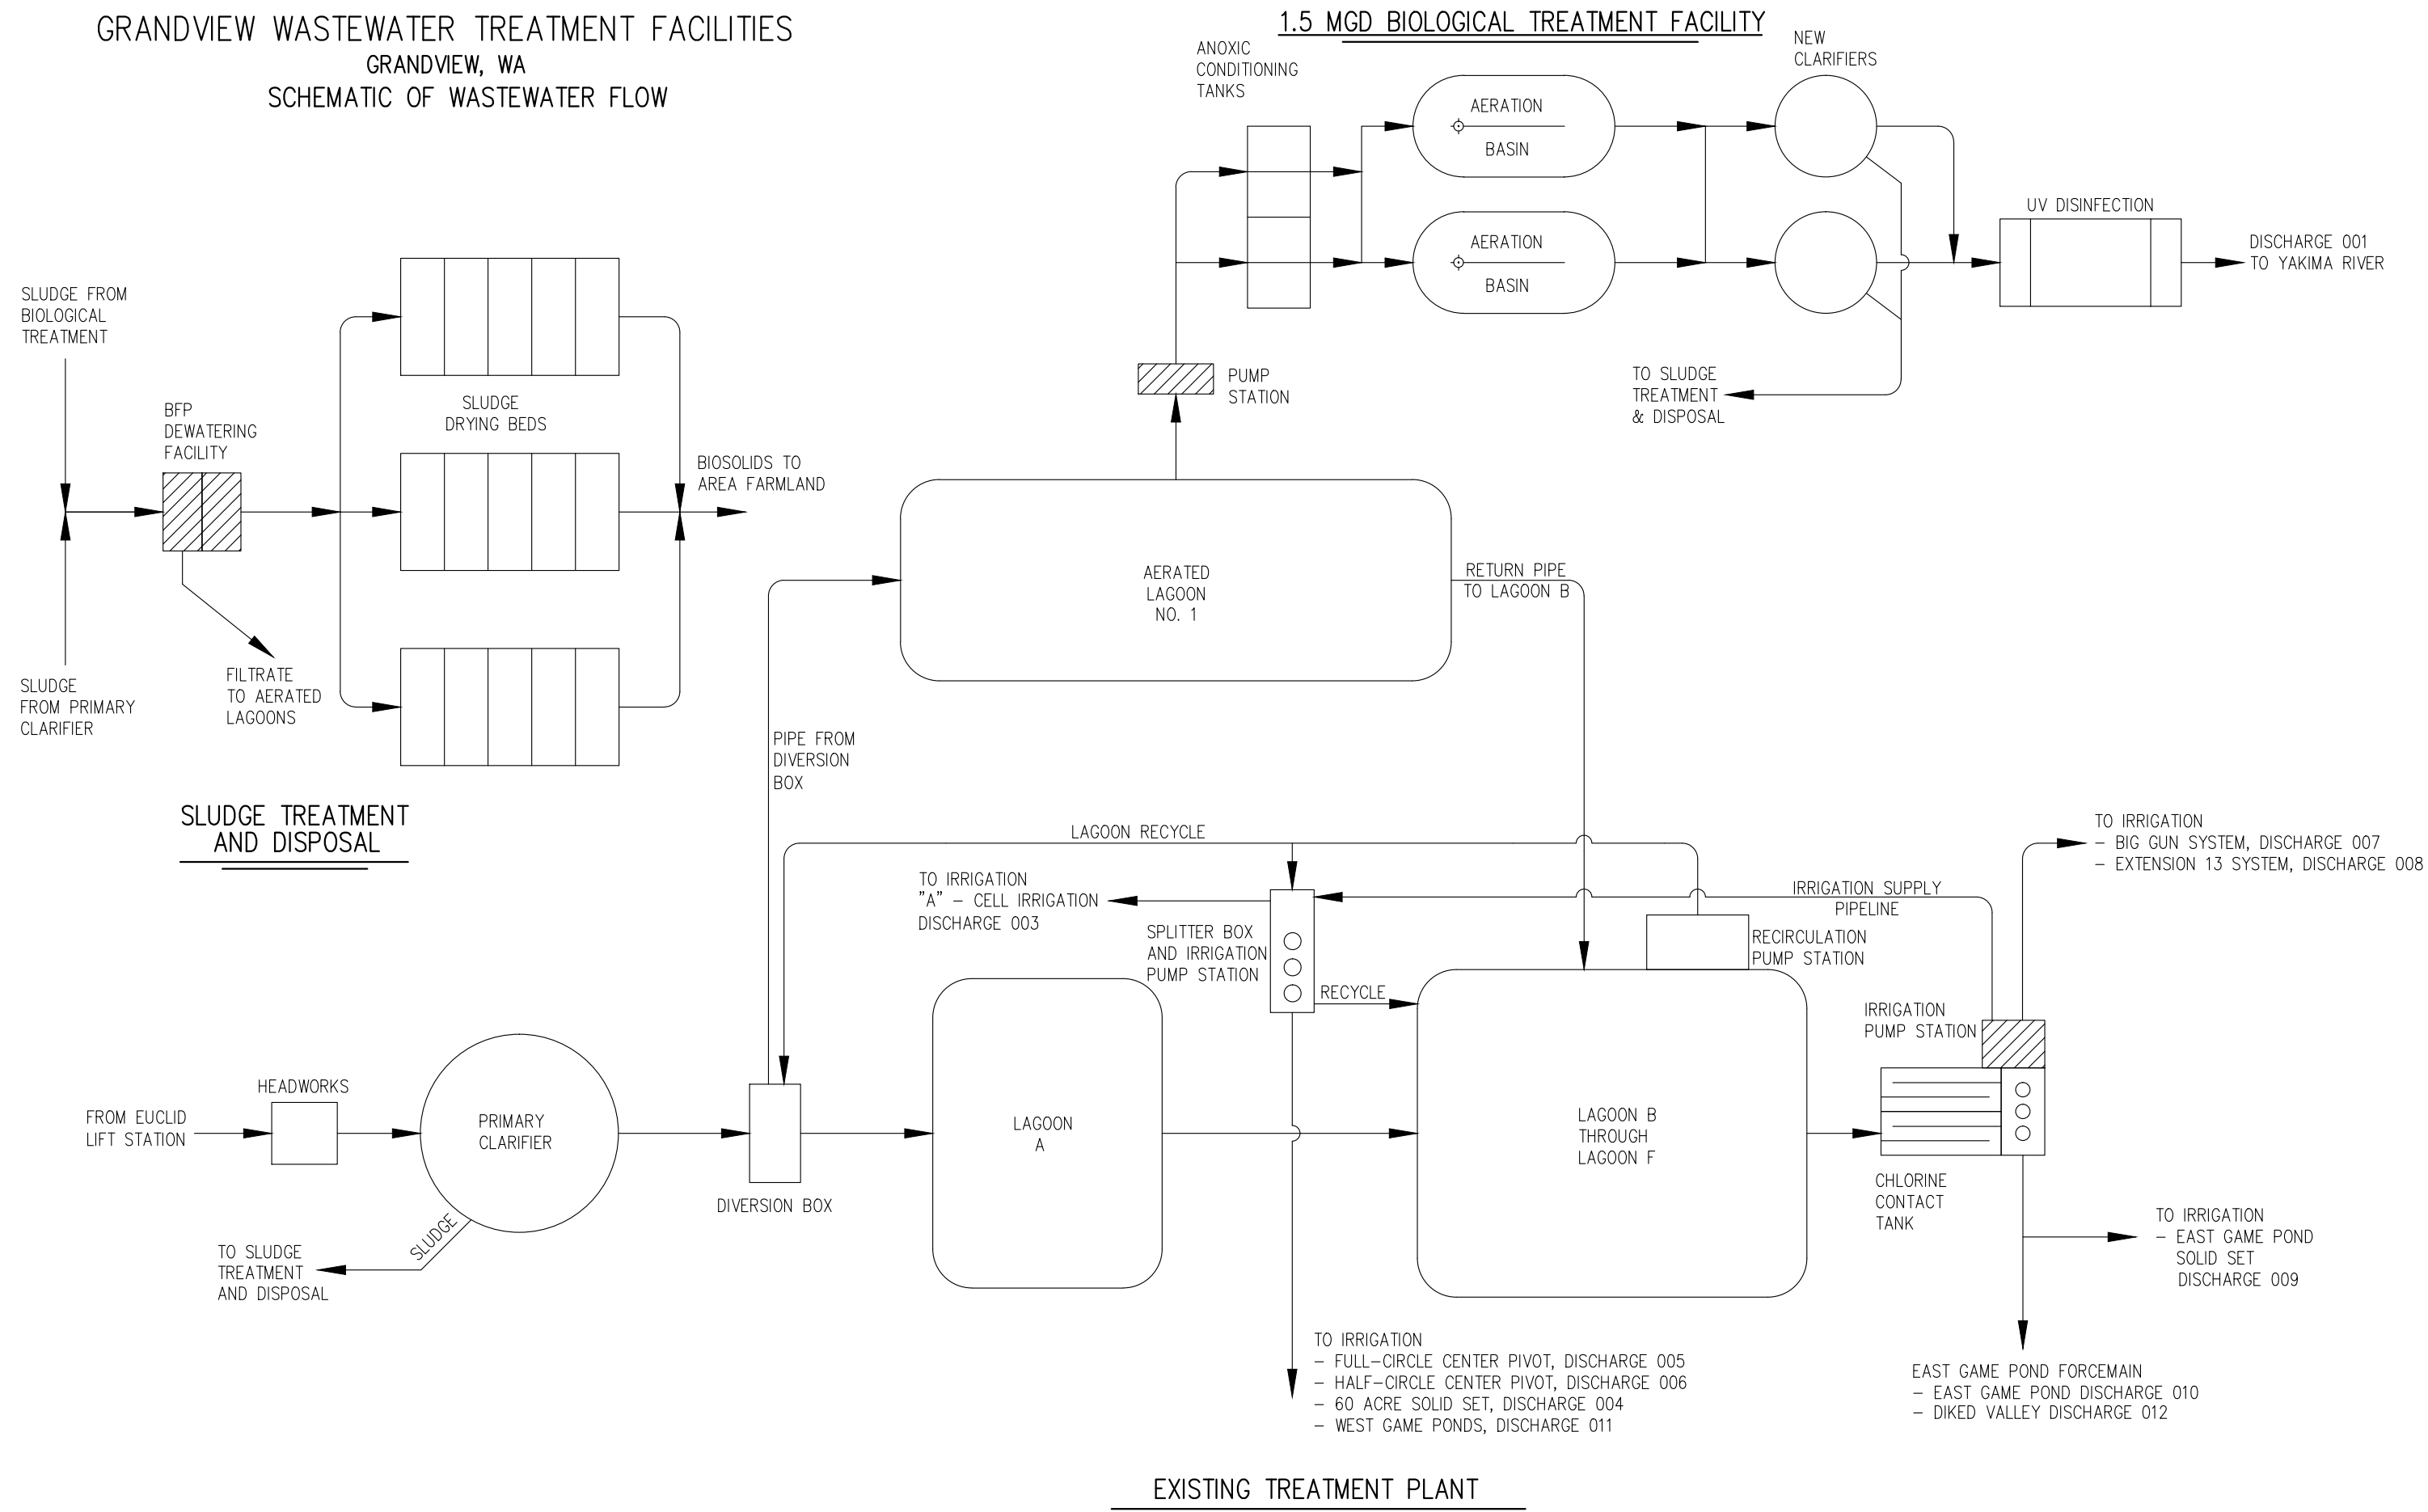 GRANDVIEW WASTEWATER TREATMENT FACILITIES
GRANDVIEW, WA
SCHEMATIC OF WASTEWATER FLOW
1.5 MGD BIOLOGICAL TREATMENT FACILITY
ANOXIC
CONDITIONING
TANKS
AERATION
BASIN
NEW
CLARIFIERS
AERATION
BASIN
UV DISINFECTION
DISCHARGE 001
TO YAKIMA RIVER
PUMP
STATION
TO SLUDGE
TREATMENT
& DISPOSAL
SLUDGE FROM
BIOLOGICAL
TREATMENT
BFP
DEWATERING
FACILITY
SLUDGE
DRYING BEDS
BIOSOLIDS TO
AREA FARMLAND
SLUDGE
FROM PRIMARY
CLARIFIER
FILTRATE
TO AERATED
LAGOONS
SLUDGE TREATMENT
AND DISPOSAL
AERATED
LAGOON
NO. 1
RETURN PIPE
TO LAGOON B
PIPE FROM
DIVERSION
BOX
LAGOON RECYCLE
TO IRRIGATION
"A" - CELL IRRIGATION
DISCHARGE 003
SPLITTER BOX
AND IRRIGATION
PUMP STATION
RECYCLE
IRRIGATION SUPPLY
PIPELINE
RECIRCULATION
PUMP STATION
TO IRRIGATION
- BIG GUN SYSTEM, DISCHARGE 007
- EXTENSION 13 SYSTEM, DISCHARGE 008
IRRIGATION
PUMP STATION
FROM EUCLID
LIFT STATION
HEADWORKS
PRIMARY
CLARIFIER
SLUDGE
TO SLUDGE
TREATMENT
AND DISPOSAL
DIVERSION BOX
LAGOON
A
LAGOON B
THROUGH
LAGOON F
CHLORINE
CONTACT
TANK
TO IRRIGATION
- EAST GAME POND
SOLID SET
DISCHARGE 009
TO IRRIGATION
- FULL-CIRCLE CENTER PIVOT, DISCHARGE 005
- HALF-CIRCLE CENTER PIVOT, DISCHARGE 006
- 60 ACRE SOLID SET, DISCHARGE 004
- WEST GAME PONDS, DISCHARGE 011
EAST GAME POND FORCEMAIN
- EAST GAME POND DISCHARGE 010
- DIKED VALLEY DISCHARGE 012
EXISTING TREATMENT PLANT